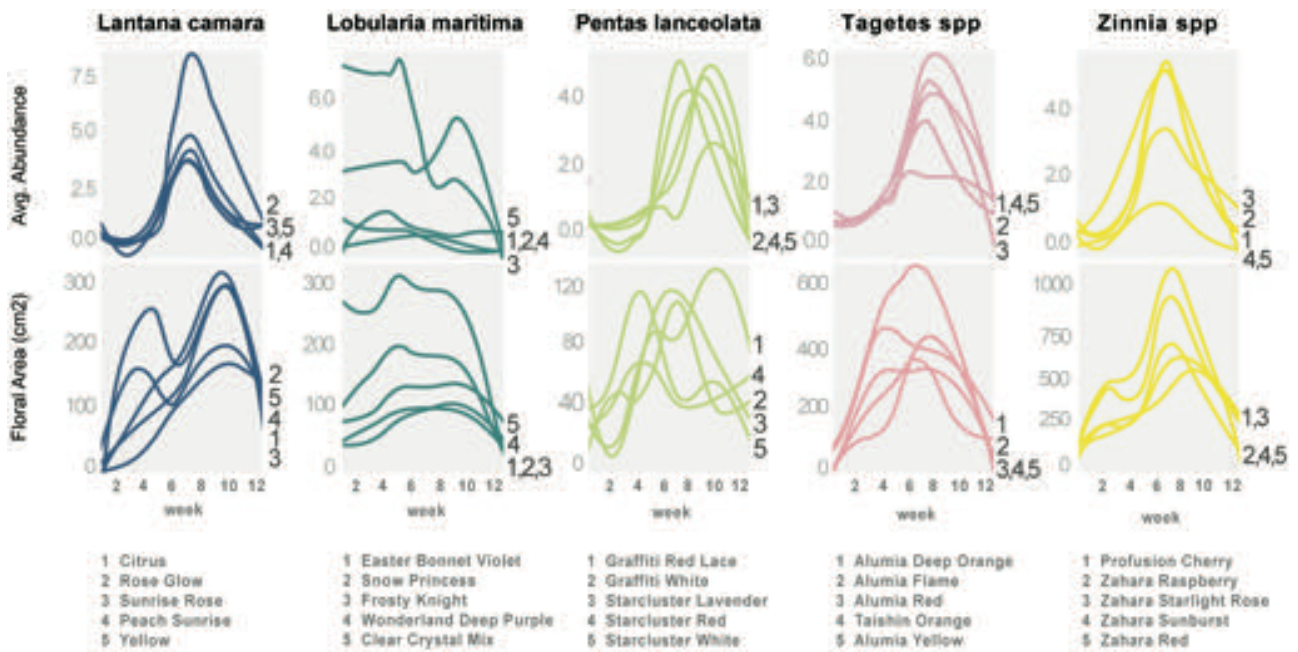 Lantana camara Lobularia maritima Pentas lanceolata Tagetes spp Zinnia spp
Avg. Abundance
7.5
5.0
2.5
0.0
2
3,5
1,4
6.0
40
20
0.0
5
1,2,4
3
4.0
2.0
0.0
1,3
2,4,5
6.0
4.0
2.0
0.0
1,4,5
2
3
4.0
2.0
0.0
3
2
1
4,5
Floral Area (cm2)
200
100
0
2
5
4
1
3
300
200
100
0
5
4
1,2,3
120
80
40
0
1
4
2
3
5
600
400
200
0
1
2
3,4,5
1000
750
500
250
0
1,3
2,4,5
2 4 6 8 10 12 2 4 6 8 10 12 2 4 6 8 10 12 2 4 6 8 10 12 2 4 6 8 10 12
week week week week week
1 Citrus
2 Rose Glow
3 Sunrise Rose
4 Peach Sunrise
5 Yellow
1 Easter Bonnet Violet
2 Snow Princess
3 Frosty Knight
4 Wonderland Deep Purple
5 Clear Crystal Mix
1 Graffiti Red Lace
2 Graffiti White
3 Starcluster Lavender
4 Starcluster Red
5 Starcluster White
1 Alumia Deep Orange
2 Alumia Flame
3 Alumia Red
4 Taishin Orange
5 Alumia Yellow
1 Profusion Cherry
2 Zahara Raspberry
3 Zahara Starlight Rose
4 Zahara Sunburst
5 Zahara Red